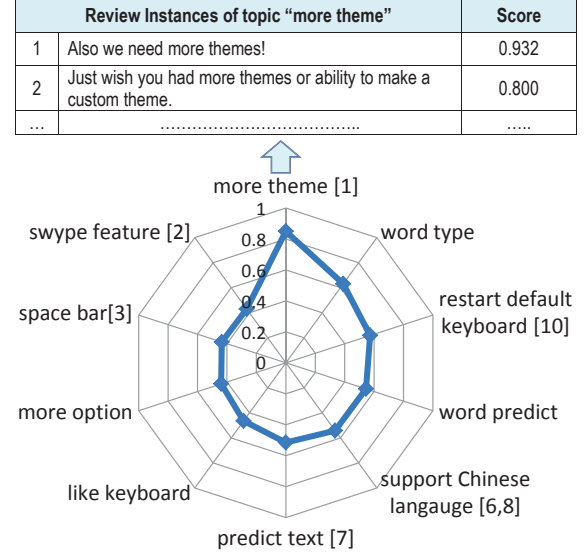 Review Instances of topic “more theme” Score
1 Also we need more themes! 0.932
2 Just wish you had more themes or ability to make a
custom theme. 0.800
… ………………………………….. …..
more theme [1]
swype feature [2]
word type
space bar[3]
restart default
keyboard [10]
more option
word predict
like keyboard
support Chinese
langauge [6,8]
predict text [7]
1
0.8
0.6
0.4
0.2
0